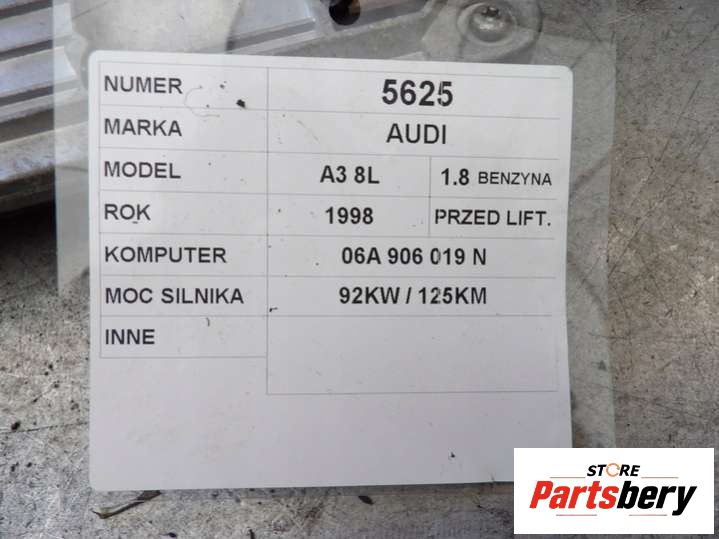 NUMER 5625
MARKA AUDI
MODEL A3 8L 1.8 BENZYNA
ROK 1998 PRZED LIFT.
KOMPUTER 06A 906 019 N
MOC SILNIKA 92KW / 125KM
INNE
STORE
Partsbery